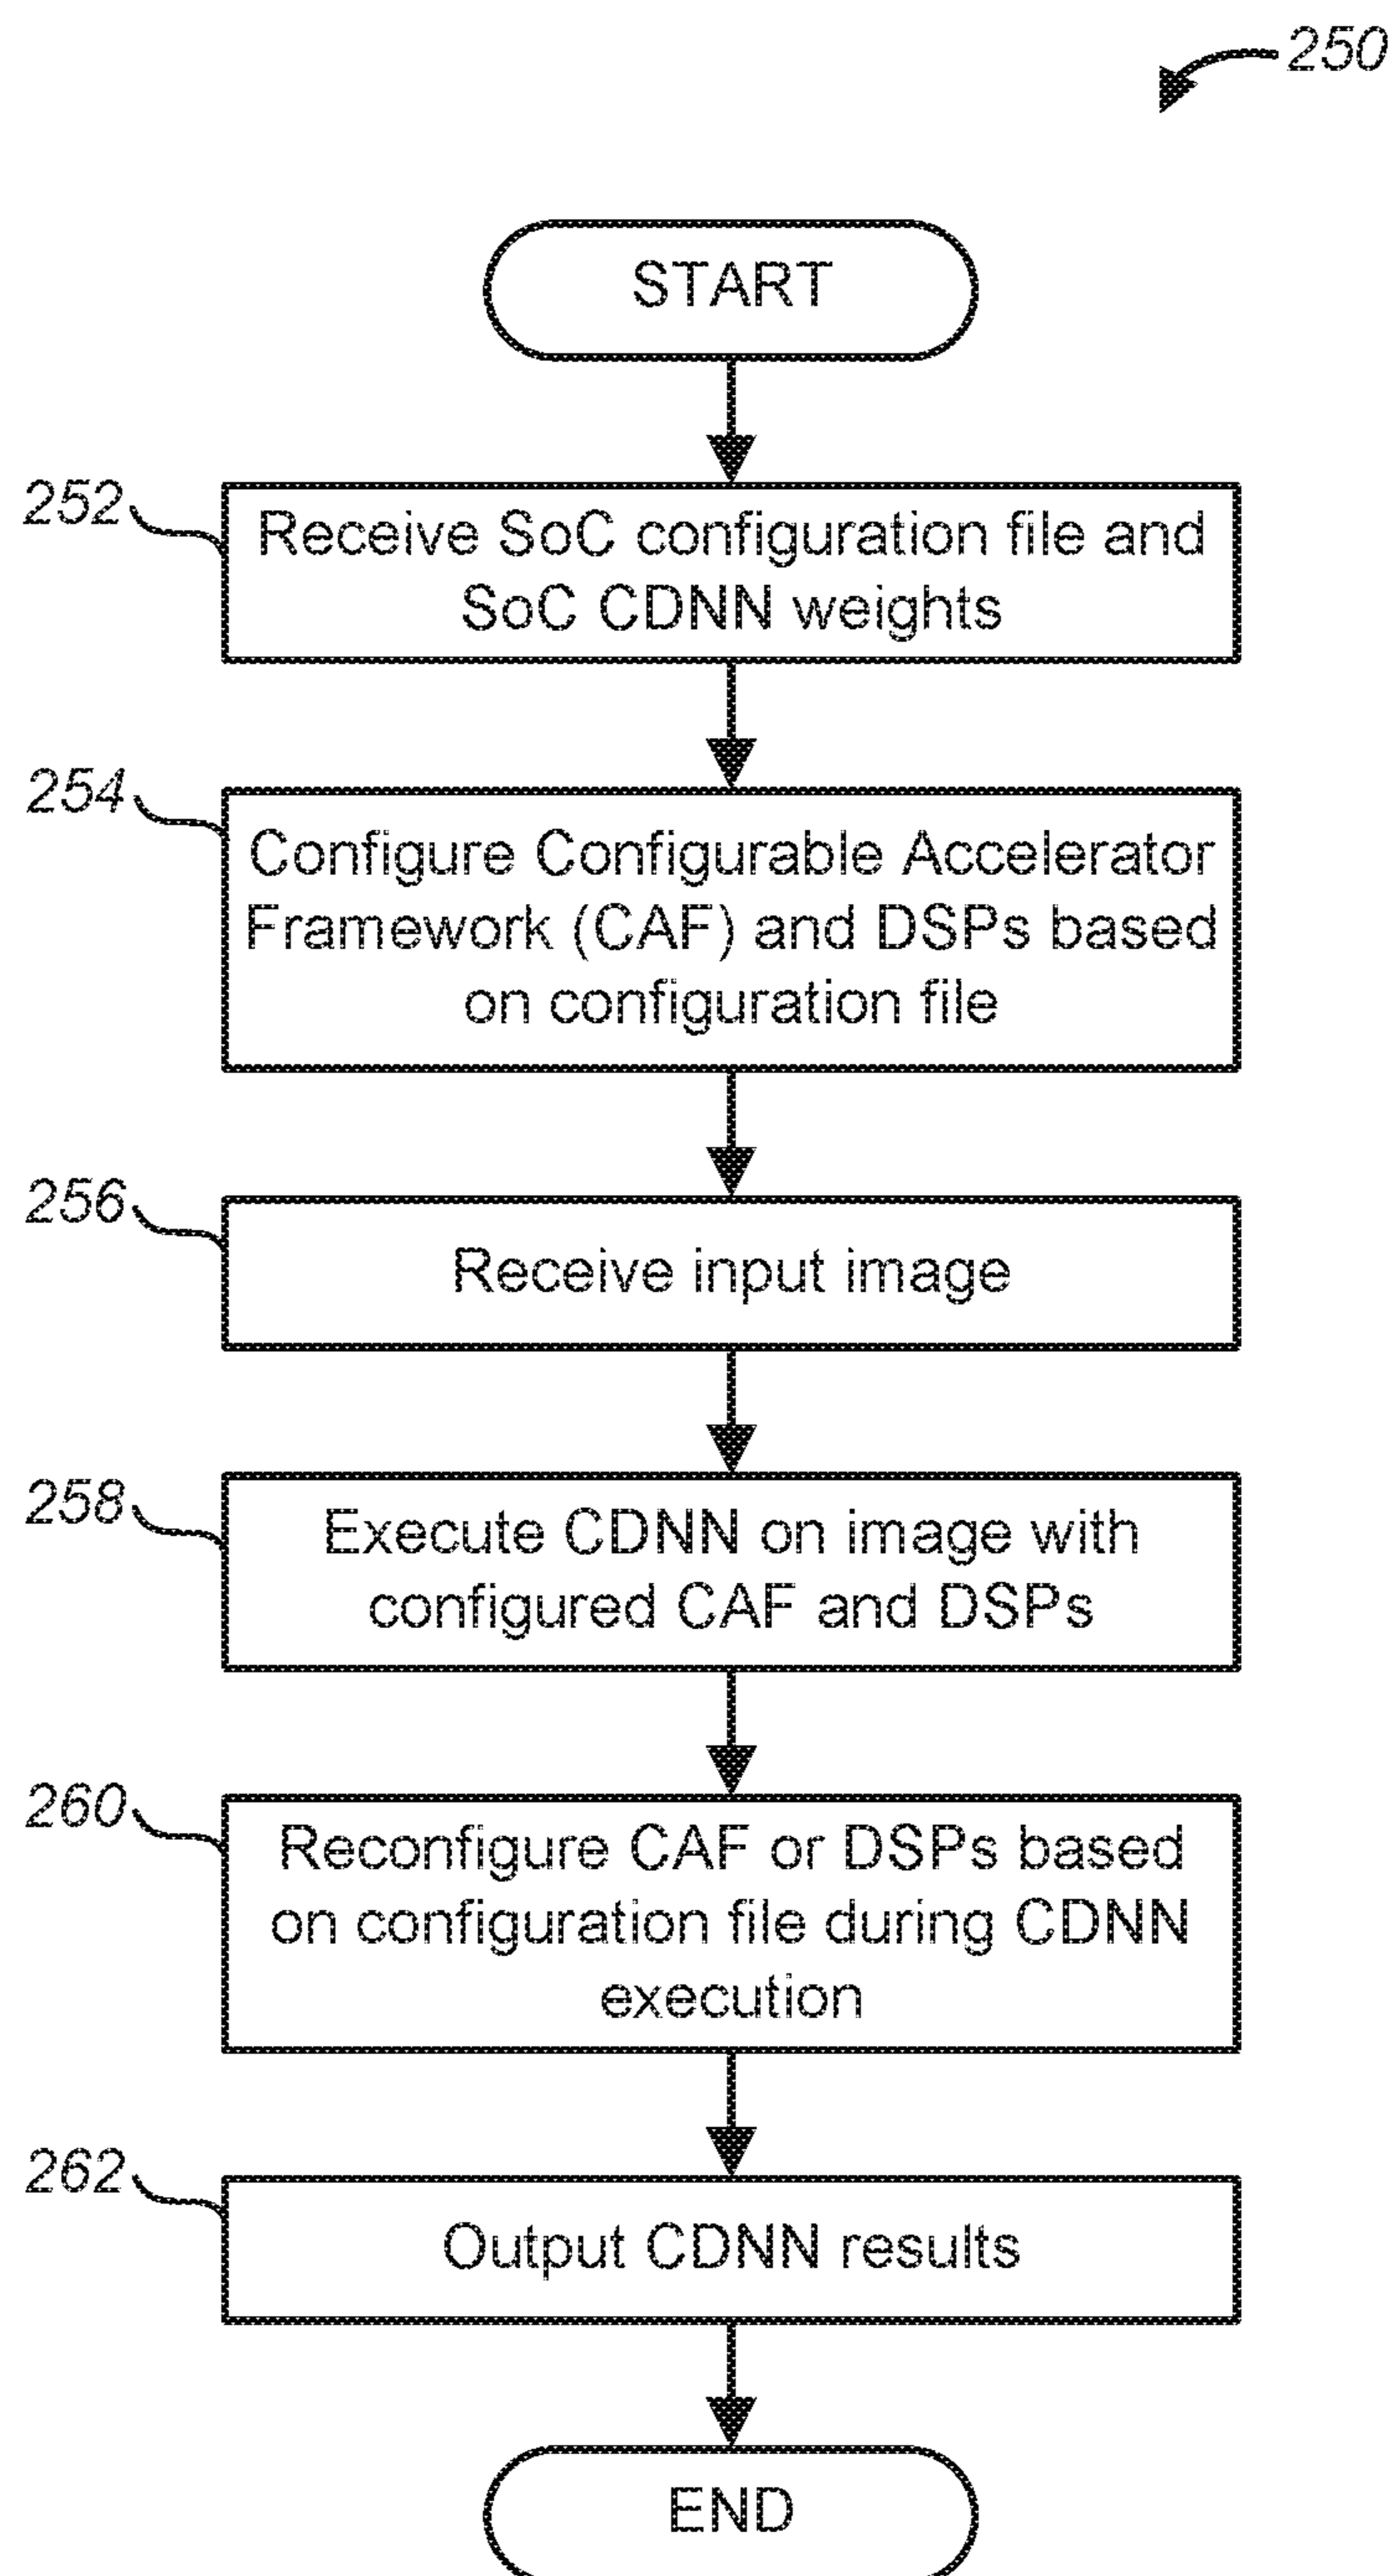 250
START
252
Receive SoC configuration file and
SoC CDNN weights
254
Configure Configurable Accelerator
Framework (CAF) and DSPs based
on configuration file
256
Receive input image
258
Execute CDNN on image with
configured CAF and DSPs
260
Reconfigure CAF or DSPs based
on configuration file during CDNN
execution
262
Output CDNN results
END